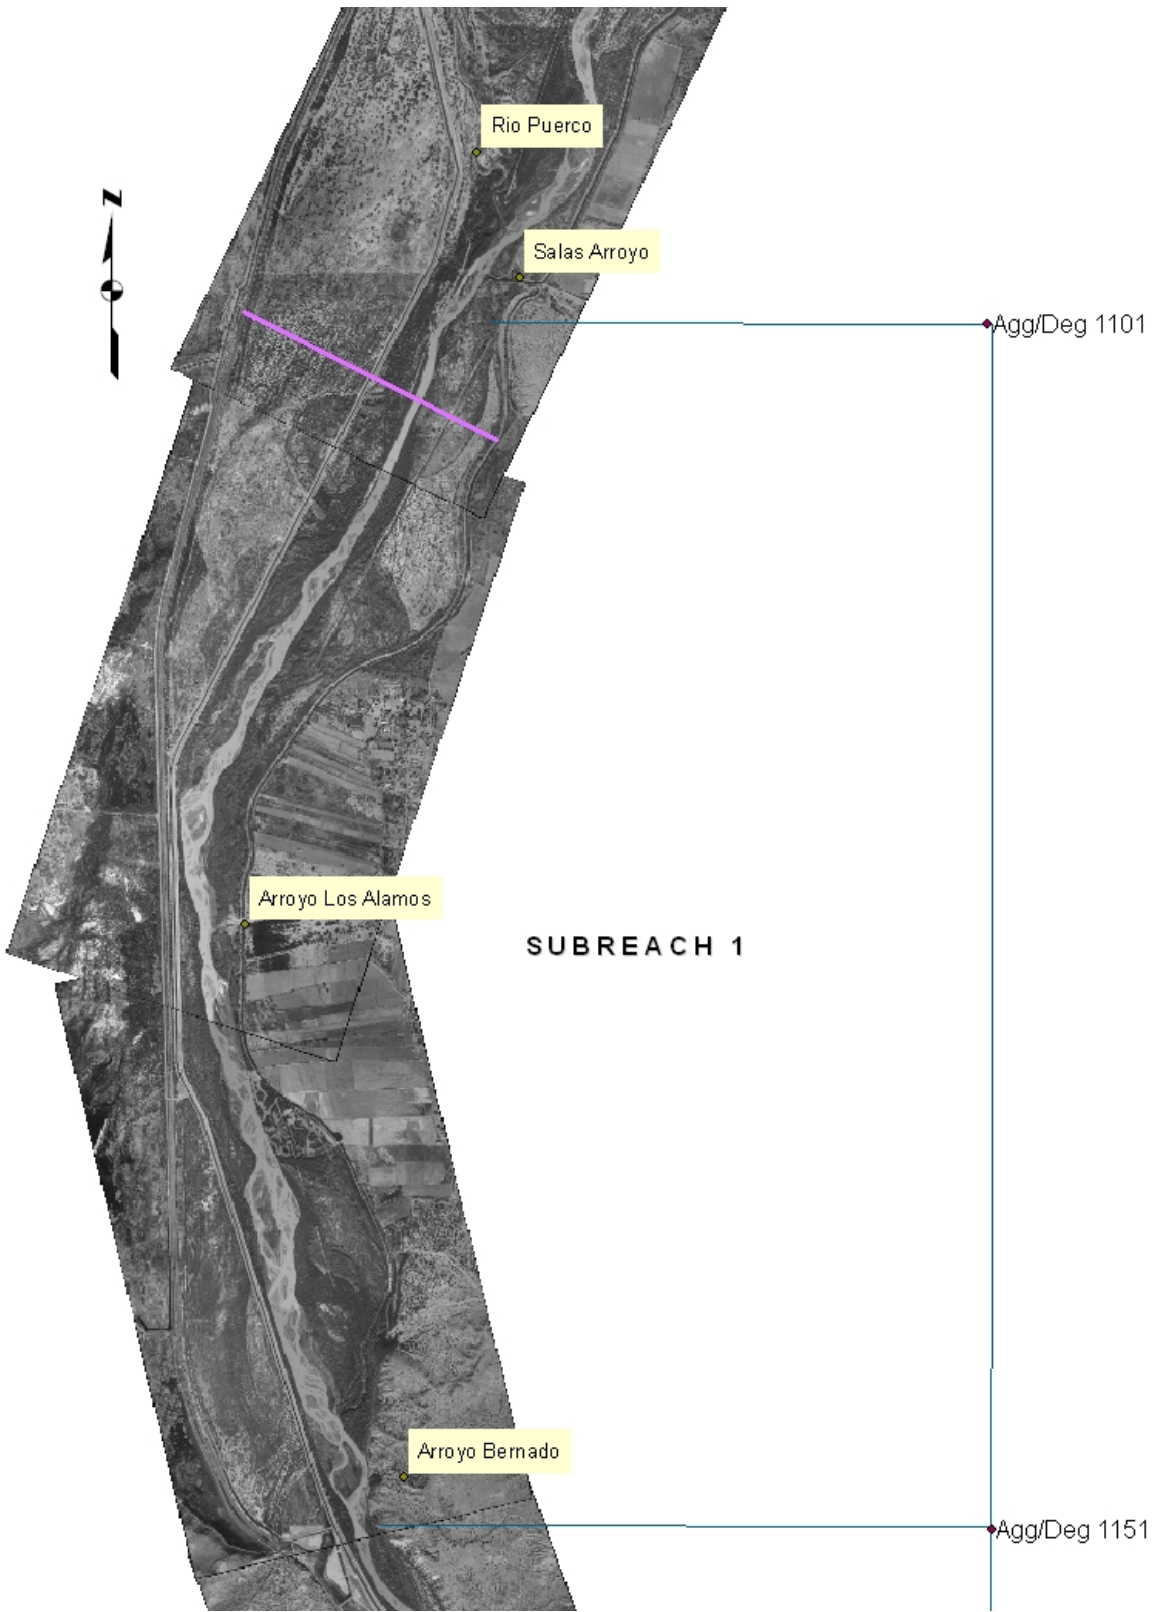 Rio Puerco
N
Salas Arroyo
Agg/Deg 1101
Arroyo Los Alamos
SUBREACH 1
Arroyo Bernado
Agg/Deg 1151